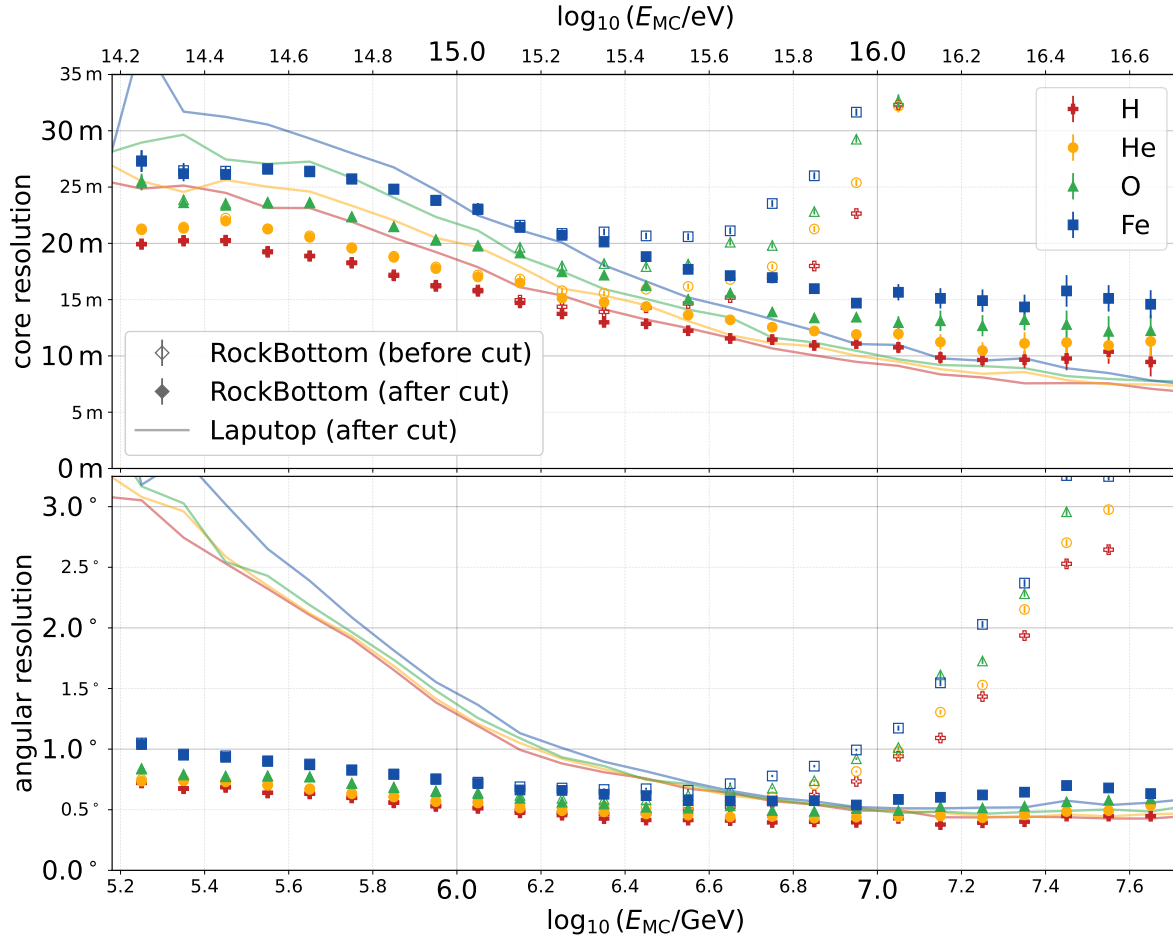 log₁₀ (E_MC/eV)
14.2 14.4 14.6 14.8 15.0 15.2 15.4 15.6 15.8 16.0 16.2 16.4 16.6
core resolution
35 m
30 m
25 m
20 m
15 m
10 m
5 m
0 m
H
He
O
Fe
RockBottom (before cut)
RockBottom (after cut)
Laputop (after cut)
angular resolution
3.0°
2.5°
2.0°
1.5°
1.0°
0.5°
0.0°
5.2 5.4 5.6 5.8 6.0 6.2 6.4 6.6 6.8 7.0 7.2 7.4 7.6
log₁₀ (E_MC/GeV)